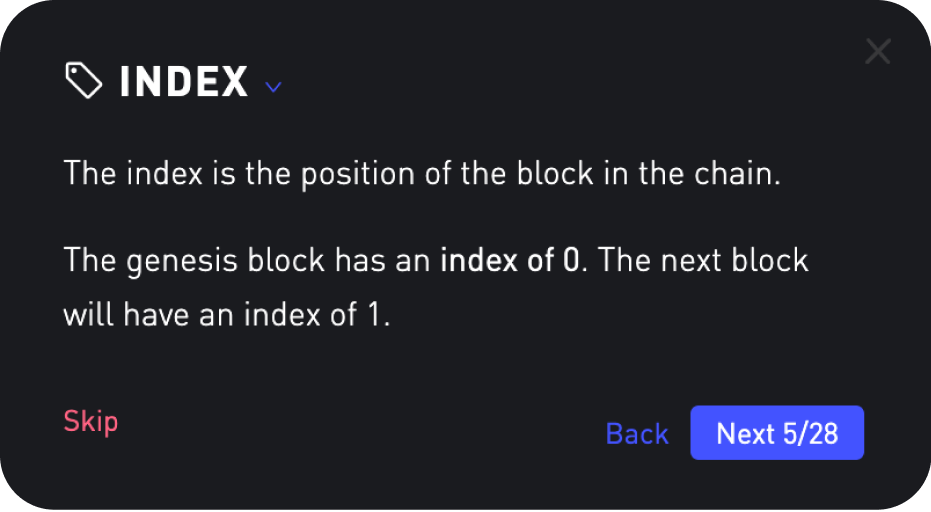 INDEX
The index is the position of the block in the chain.
The genesis block has an index of 0. The next block
will have an index of 1.
Skip
Back
Next 5/28